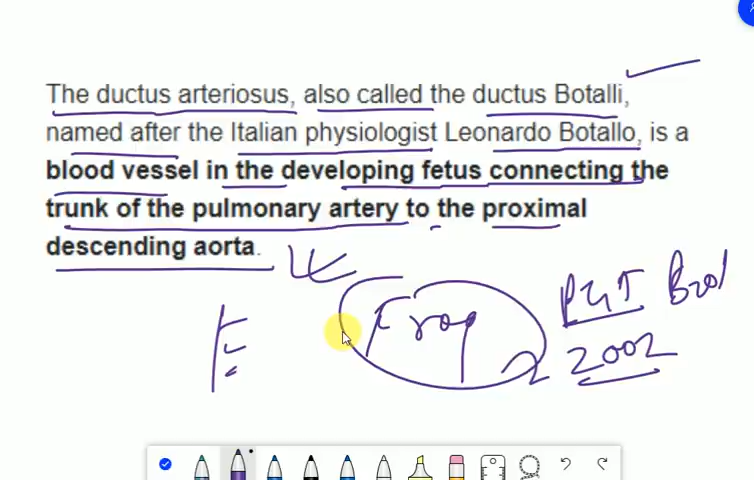 The ductus arteriosus, also called the ductus Botalli,
named after the Italian physiologist Leonardo Botallo, is a
blood vessel in the developing fetus connecting the
trunk of the pulmonary artery to the proximal
descending aorta.
Frog
PGT
2002